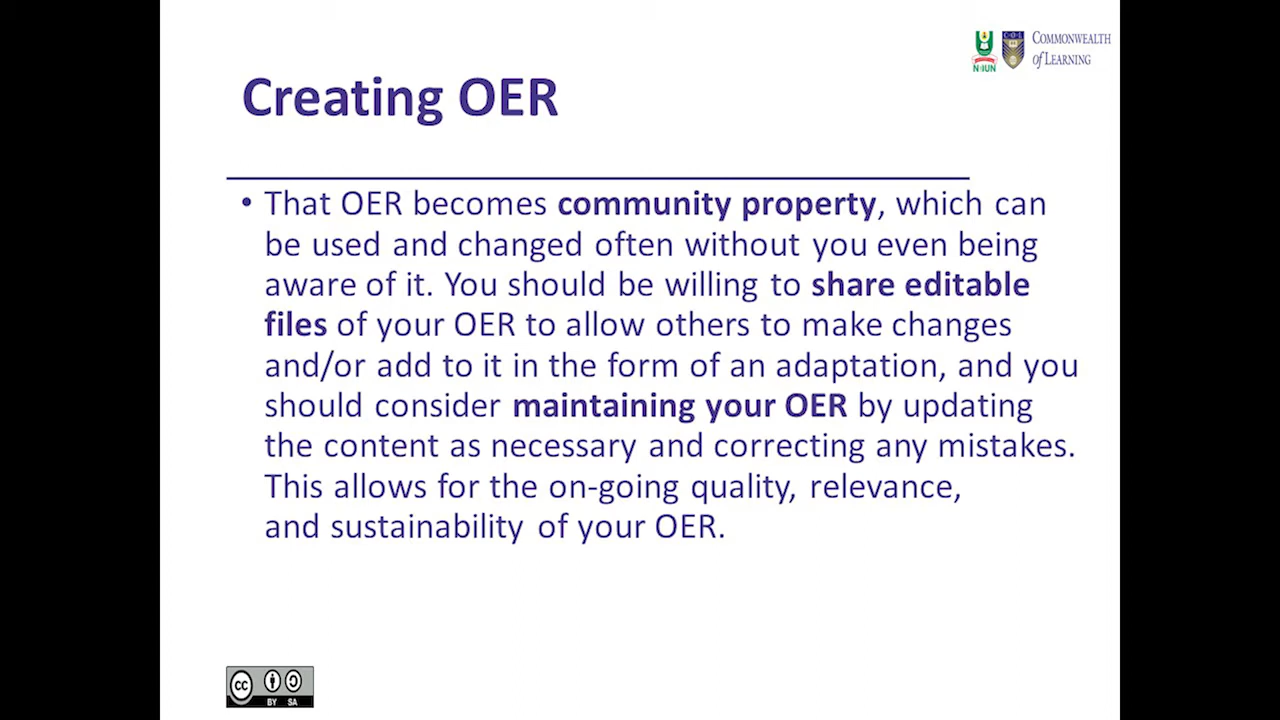 COMMONWEALTH
of LEARNING
NOUN
C·O·L
Creating OER
• That OER becomes community property, which can
be used and changed often without you even being
aware of it. You should be willing to share editable
files of your OER to allow others to make changes
and/or add to it in the form of an adaptation, and you
should consider maintaining your OER by updating
the content as necessary and correcting any mistakes.
This allows for the on-going quality, relevance,
and sustainability of your OER.
cc
BY SA